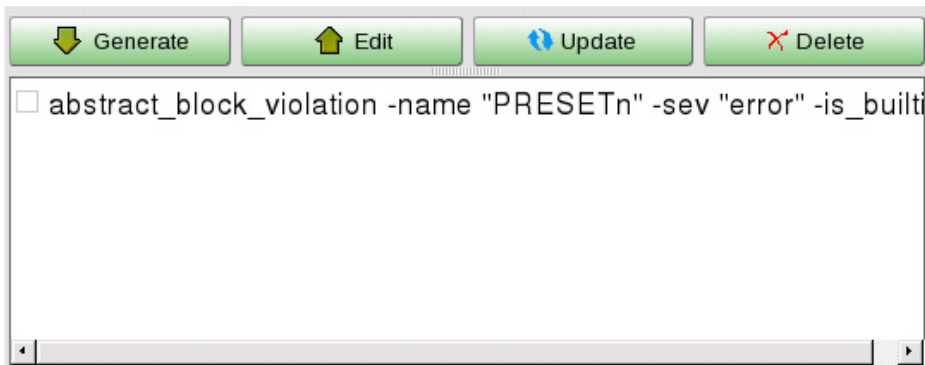 Generate Edit Update Delete
abstract_block_violation -name "PRESETn" -sev "error" -is_builti